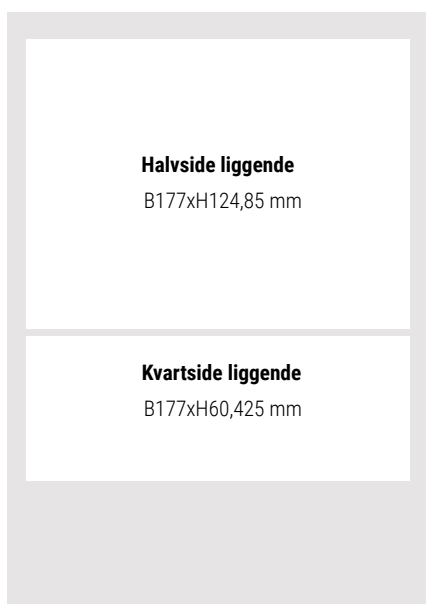 Halvside liggende
B177xH124,85 mm
Kvartside liggende
B177xH60,425 mm